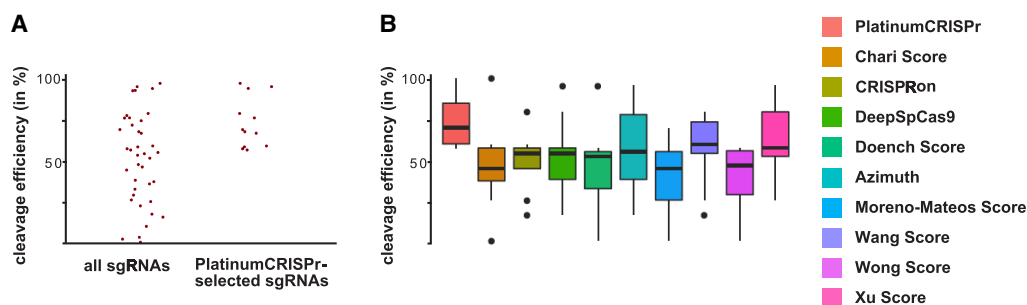 A
cleavage efficiency (in %)
100
50
all sgRNAs
PlatinumCRISPr-
selected sgRNAs
B
cleavage efficiency (in %)
100
50
PlatinumCRISPr
Chari Score
CRISPRon
DeepSpCas9
Doench Score
Azimuth
Moreno-Mateos Score
Wang Score
Wong Score
Xu Score